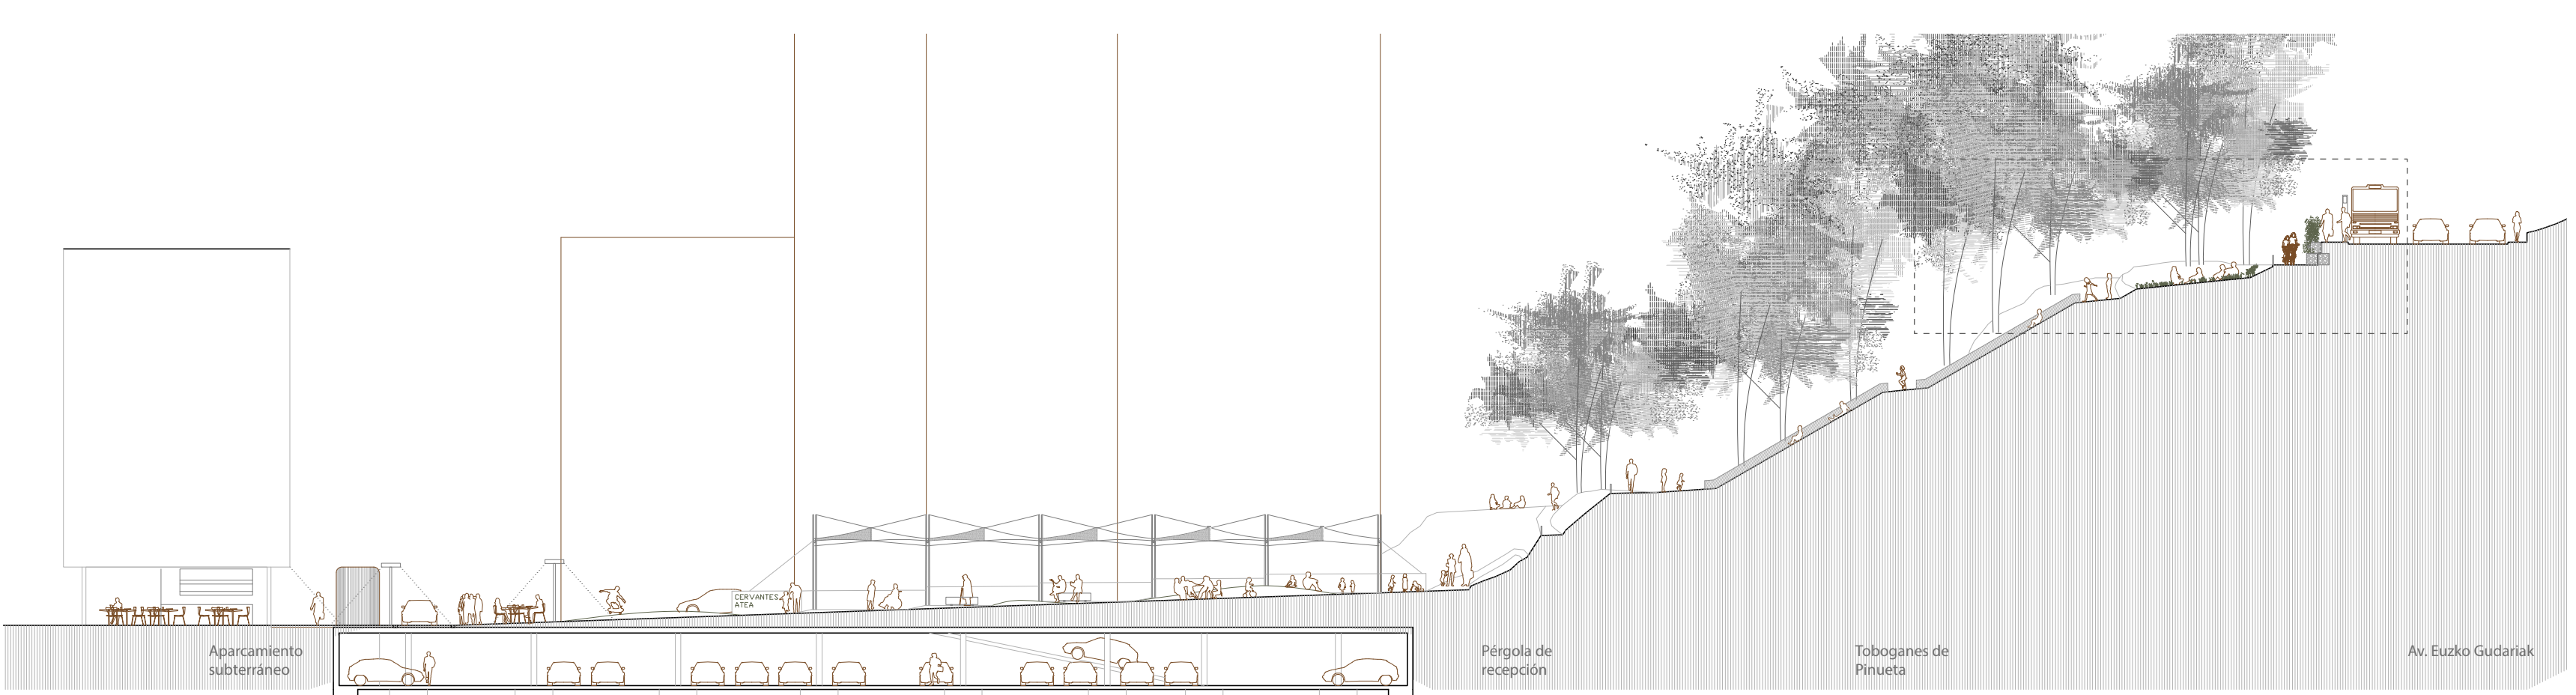 CERVANTES
ATEA
Aparcamiento
subterráneo
Pérgola de
recepción
Toboganes de
Pinueta
Av. Euzko Gudariak